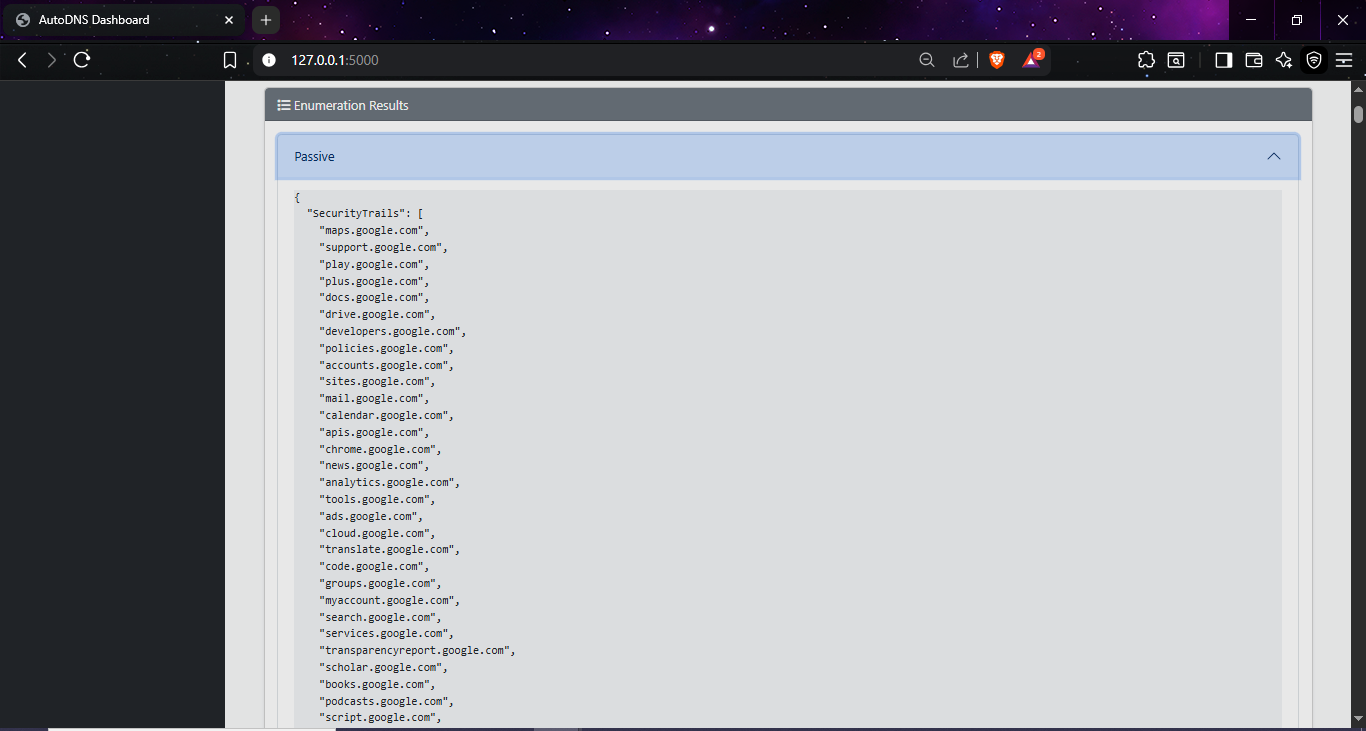 AutoDNS Dashboard
127.0.0.1:5000
2
Enumeration Results
Passive
{
"SecurityTrails": [
"maps.google.com",
"support.google.com",
"play.google.com",
"plus.google.com",
"docs.google.com",
"drive.google.com",
"developers.google.com",
"policies.google.com",
"accounts.google.com",
"sites.google.com",
"mail.google.com",
"calendar.google.com",
"apis.google.com",
"chrome.google.com",
"news.google.com",
"analytics.google.com",
"tools.google.com",
"ads.google.com",
"cloud.google.com",
"translate.google.com",
"code.google.com",
"groups.google.com",
"myaccount.google.com",
"search.google.com",
"services.google.com",
"transparencyreport.google.com",
"scholar.google.com",
"books.google.com",
"podcasts.google.com",
"script.google.com",